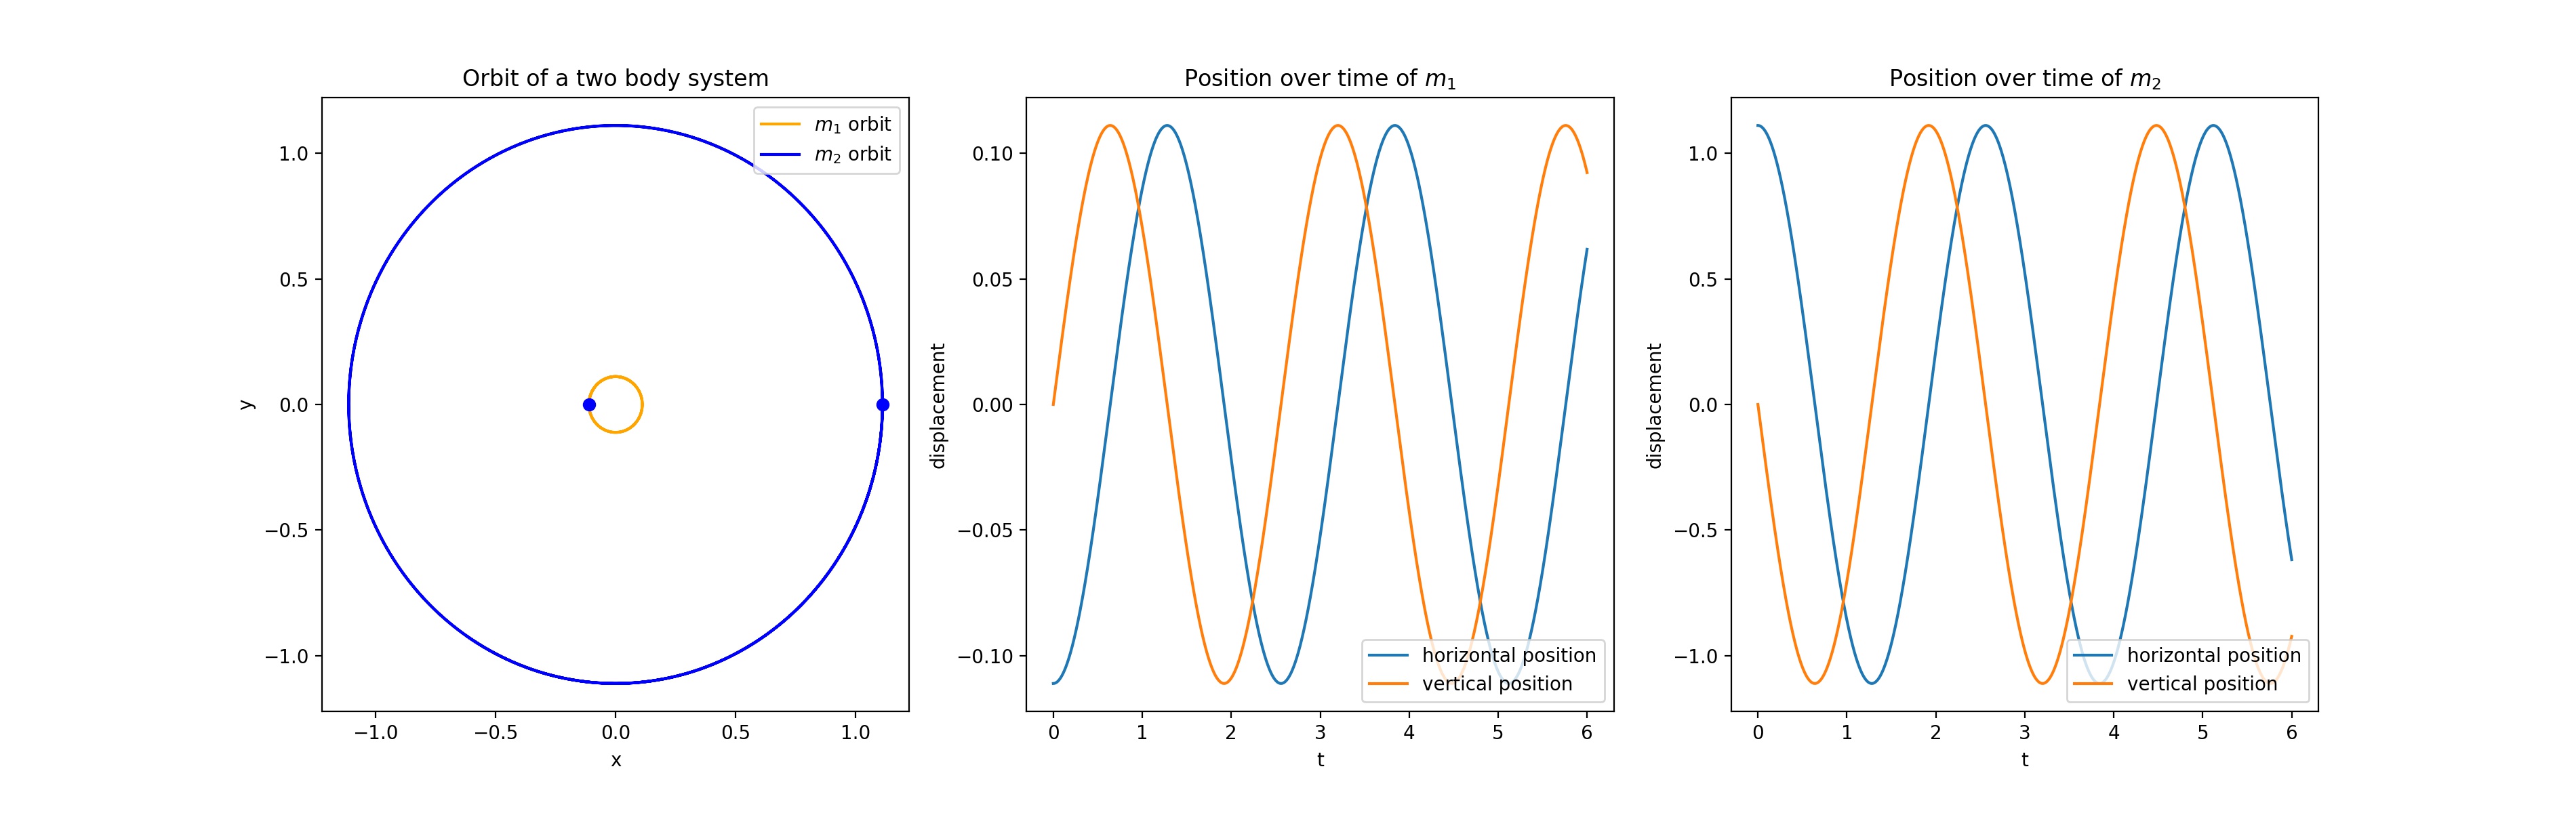 Orbit of a two body system
m₁ orbit
m₂ orbit
1.0
0.5
0.0
−0.5
−1.0
y
−1.0 −0.5 0.0 0.5 1.0
x
Position over time of m₁
0.10
0.05
0.00
−0.05
−0.10
displacement
horizontal position
vertical position
0 1 2 3 4 5 6
t
Position over time of m₂
1.0
0.5
0.0
−0.5
−1.0
displacement
horizontal position
vertical position
0 1 2 3 4 5 6
t